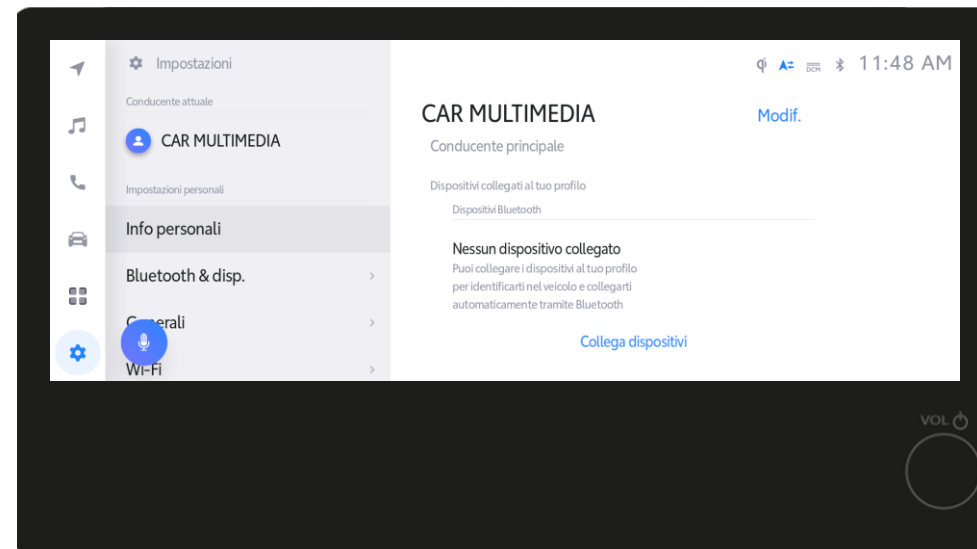 Impostazioni
Conducente attuale
CAR MULTIMEDIA
Impostazioni personali
Info personali
Bluetooth & disp.
Generali
Wi-Fi
qi
A
DCM
11:48 AM
CAR MULTIMEDIA
Modif.
Conducente principale
Dispositivi collegati al tuo profilo
Dispositivi Bluetooth
Nessun dispositivo collegato
Puoi collegare i dispositivi al tuo profilo
per identificarti nel veicolo e collegarti
automaticamente tramite Bluetooth
Collega dispositivi
VOL